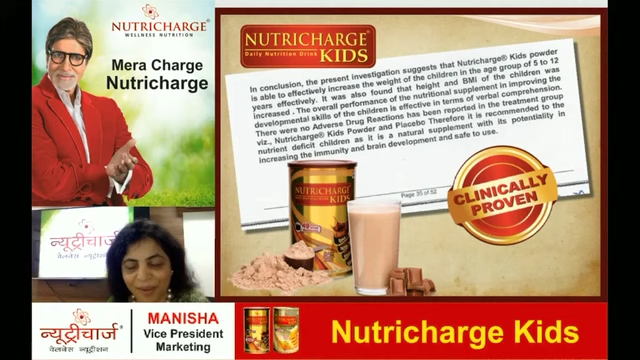 NUTRICHARGE®
WELLNESS NUTRITION
Mera Charge
Nutricharge
NUTRICHARGE®
Daily Nutrition Drink KIDS
In conclusion, the present investigation suggests that Nutricharge® Kids powder
is able to effectively increase the weight of the children in the age group of 5 to 12
years effectively. It was also found that height and BMI of the children was
increased . The overall performance of the nutritional supplement in improving the
developmental skills of the children is effective in terms of verbal comprehension.
There were no Adverse Drug Reactions has been reported in the treatment group
viz., Nutricharge® Kids Powder and Placebo Therefore it is recommended to the
nutrient deficit children as it is a natural supplement with its potentiality in
increasing the immunity and brain development and safe to use.
Page 35 of 52
CLINICALLY
PROVEN
NUTRICHARGE
KIDS
न्यूट्रीचार्ज
वेलनेस न्यूट्रीशन
न्यूट्रीचार्ज®
वेलनेस न्यूट्रीशन
MANISHA
Vice President
Marketing
Nutricharge Kids